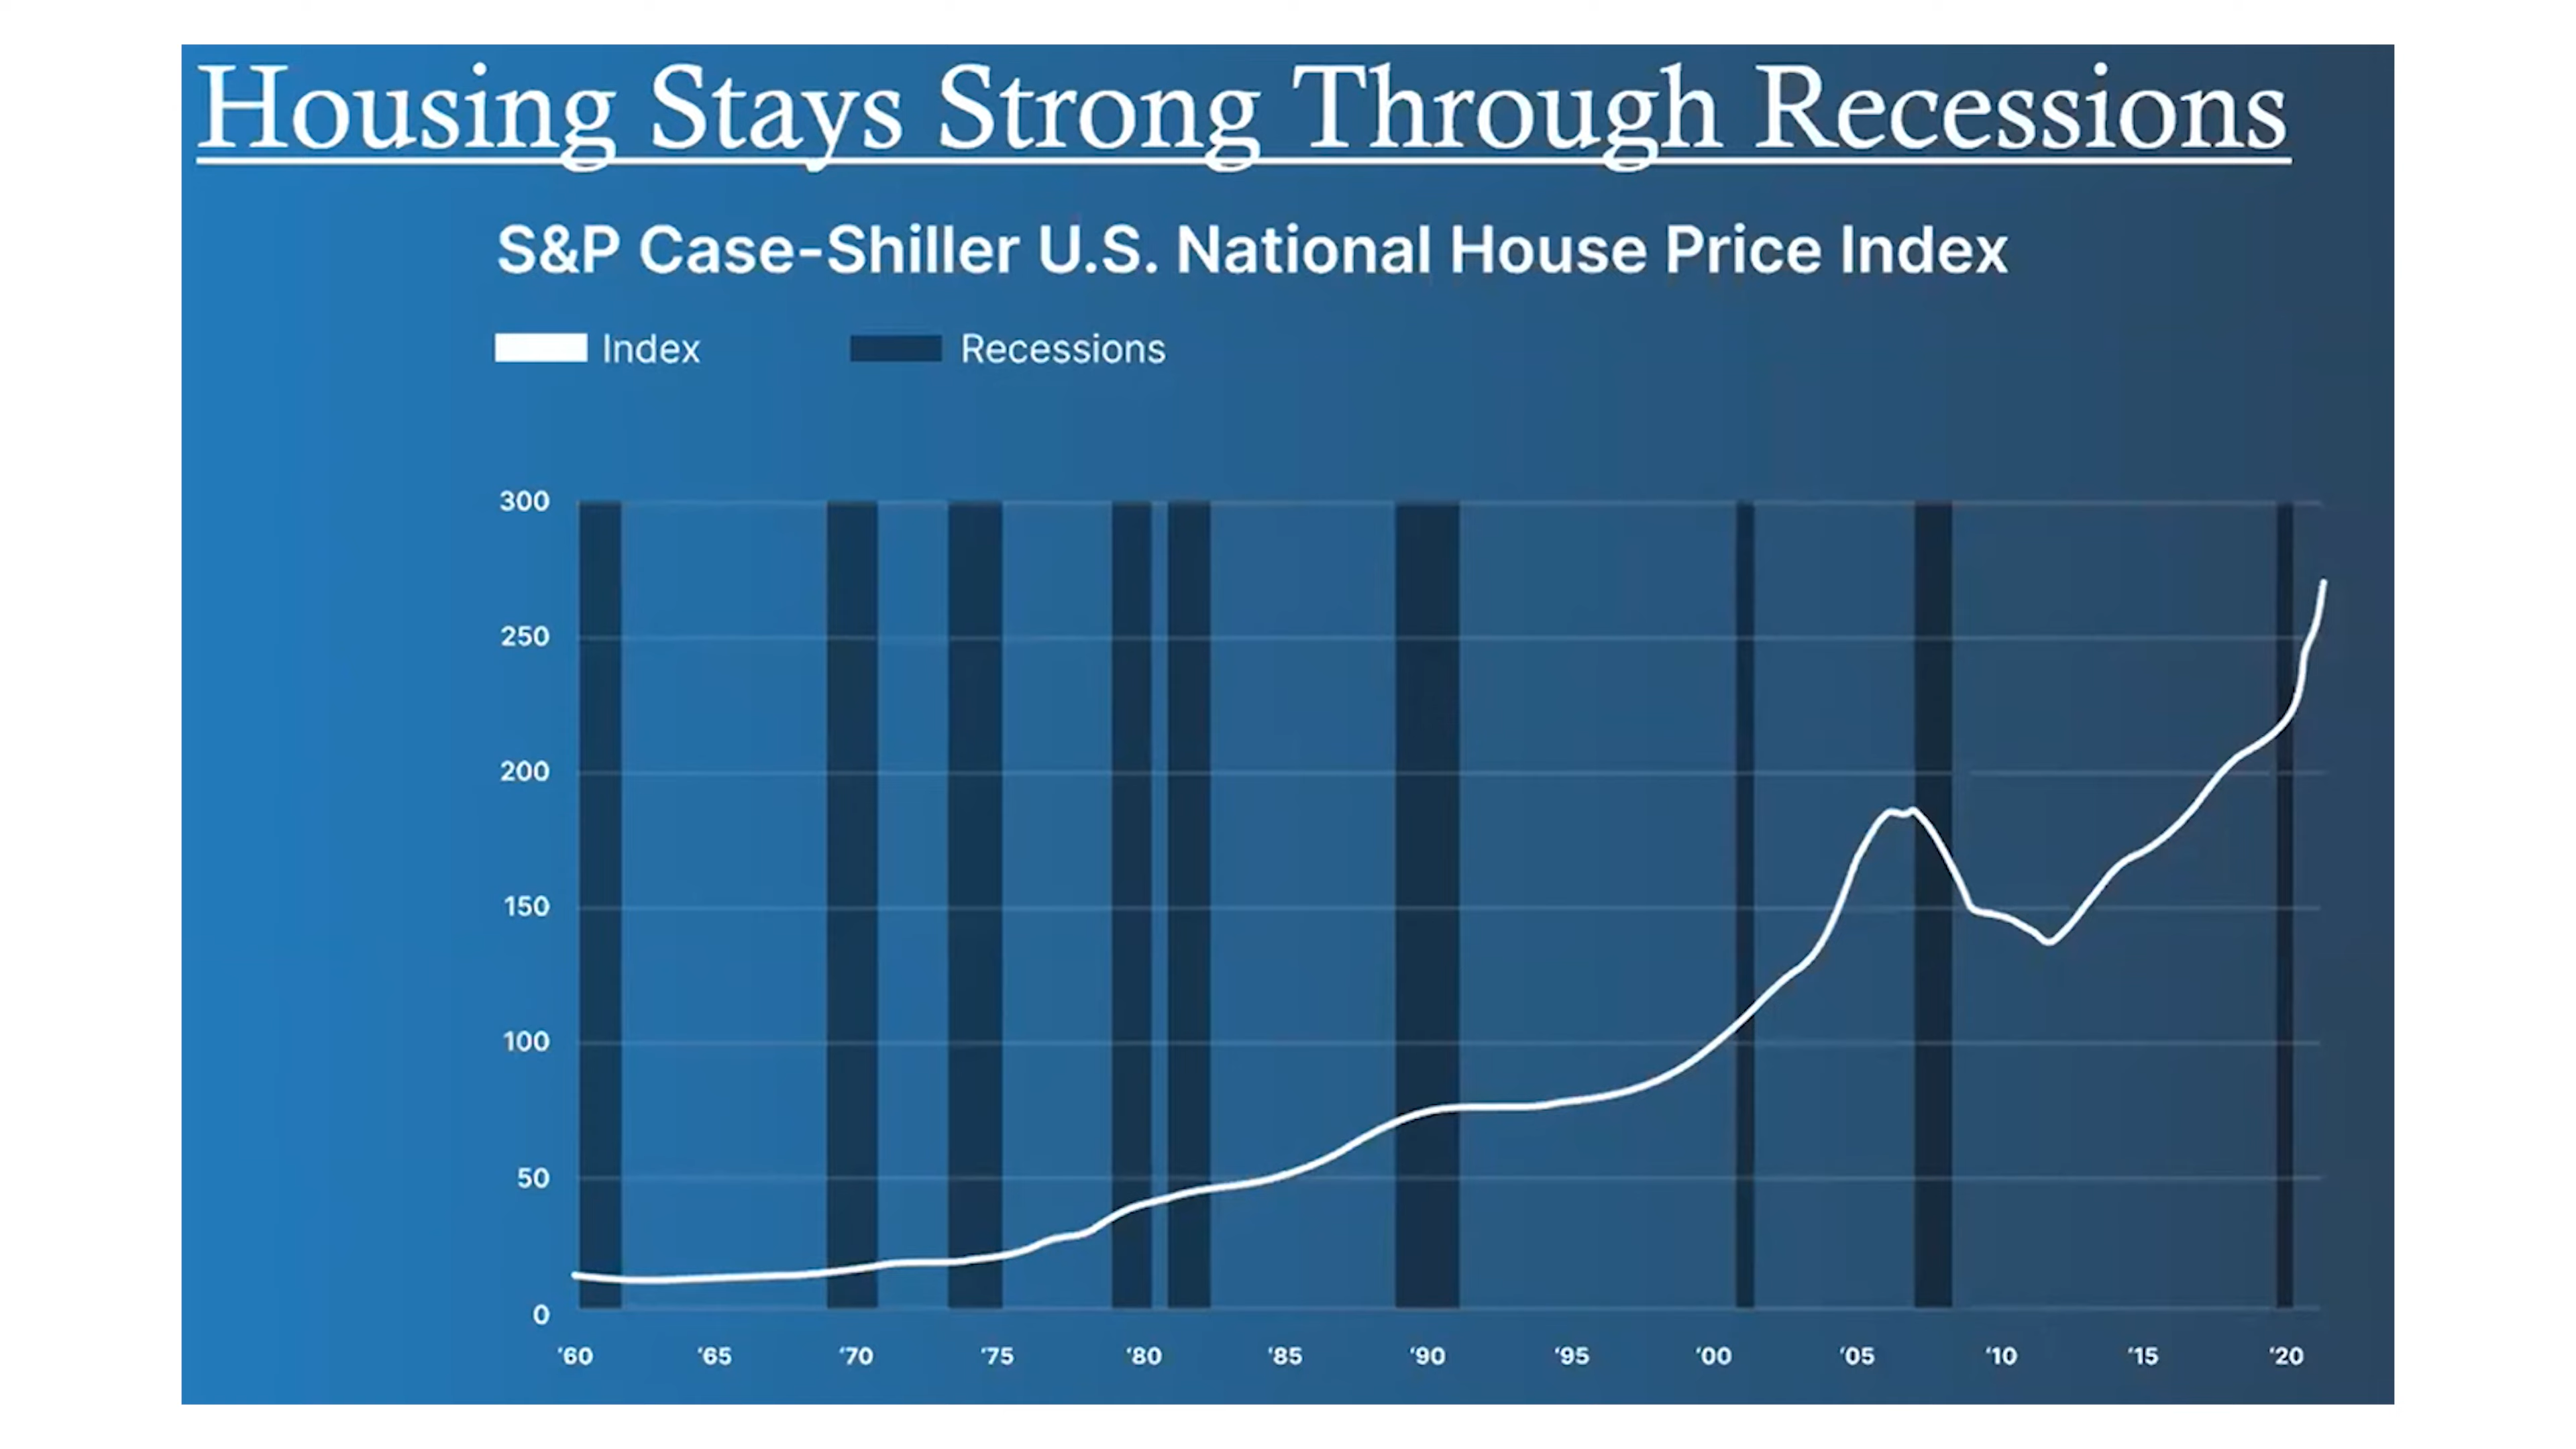 Housing Stays Strong Through Recessions
S&P Case-Shiller U.S. National House Price Index
Index Recessions
300
250
200
150
100
50
0
‘60 ‘65 ‘70 ‘75 ‘80 ‘85 ‘90 ‘95 ‘00 ‘05 ‘10 ‘15 ‘20